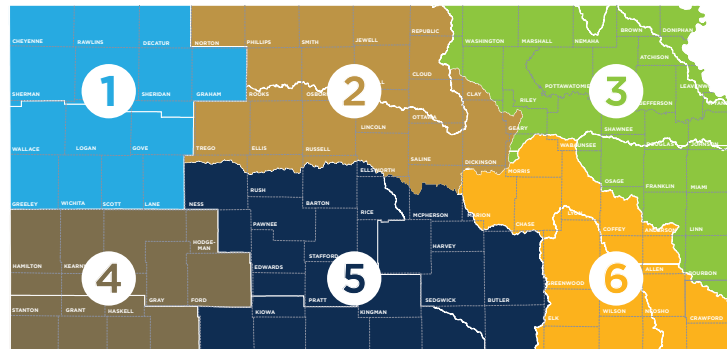 CHEYENNE RAWLINS DECATUR NORTON PHILLIPS SMITH JEWELL REPUBLIC WASHINGTON MARSHALL NEMAHA BROWN DONIPHAN
ATCHISON
SHERMAN 1 SHERIDAN GRAHAM ROOKS 2 CLOUD CLAY RILEY POTTAWATOMIE 3
OTTAWA GEARY SHAWNEE
LINCOLN
WALLACE LOGAN GOVE TREGO ELLIS RUSSELL SALINE DICKINSON WABAUNSEE
ELLSWORTH MORRIS OSAGE FRANKLIN MIAMI
GREELEY WICHITA SCOTT LANE NESS RUSH BARTON RICE MCPHERSON MARION CHASE LYON COFFEY ANDERSON LINN
PAWNEE
HODGE-
MAN
HARVEY
HAMILTON 4 EDWARDS STAFFORD 5 GREENWOOD 6 ALLEN BOURBON
STANTON GRANT HASKELL GRAY FORD KIOWA PRATT KINGMAN SEDGWICK BUTLER ELK WILSON NEOSHO CRAWFORD